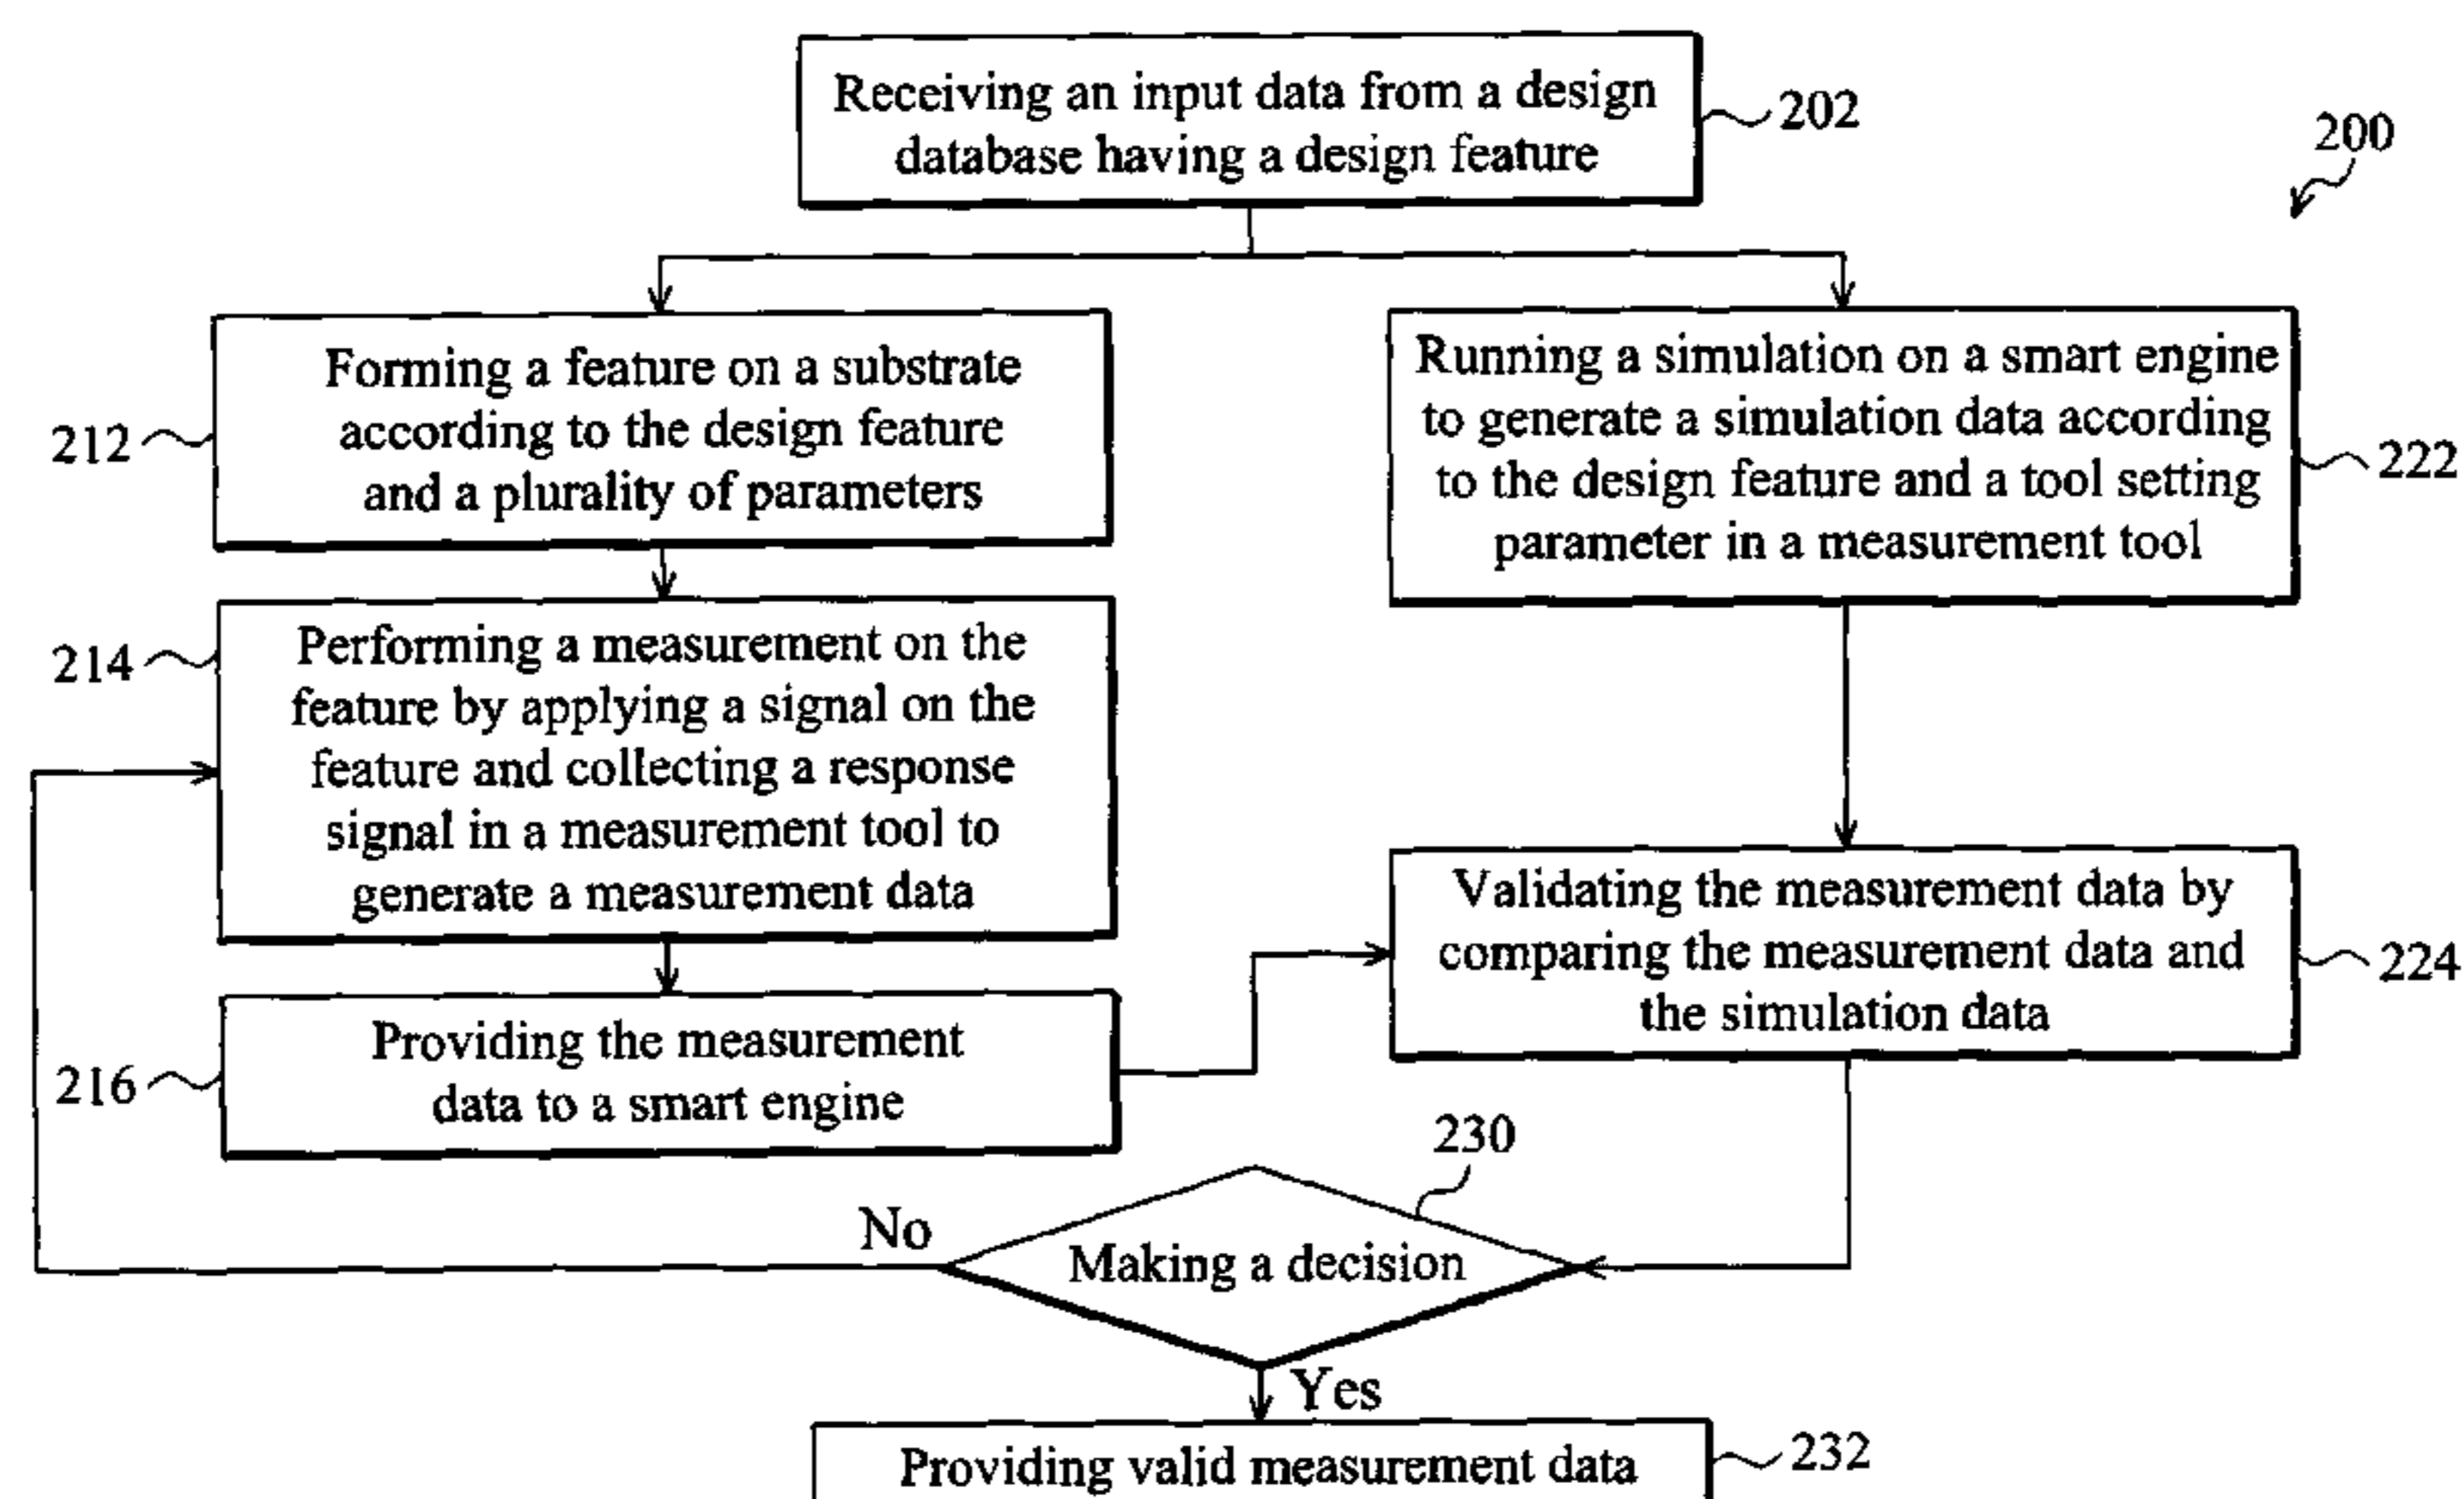 Receiving an input data from a design
database having a design feature
202
200
Forming a feature on a substrate
according to the design feature
and a plurality of parameters
212
Running a simulation on a smart engine
to generate a simulation data according
to the design feature and a tool setting
parameter in a measurement tool
222
214
Performing a measurement on the
feature by applying a signal on the
feature and collecting a response
signal in a measurement tool to
generate a measurement data
Validating the measurement data by
comparing the measurement data and
the simulation data
224
Providing the measurement
data to a smart engine
216
230
No
Making a decision
Yes
Providing valid measurement data
232